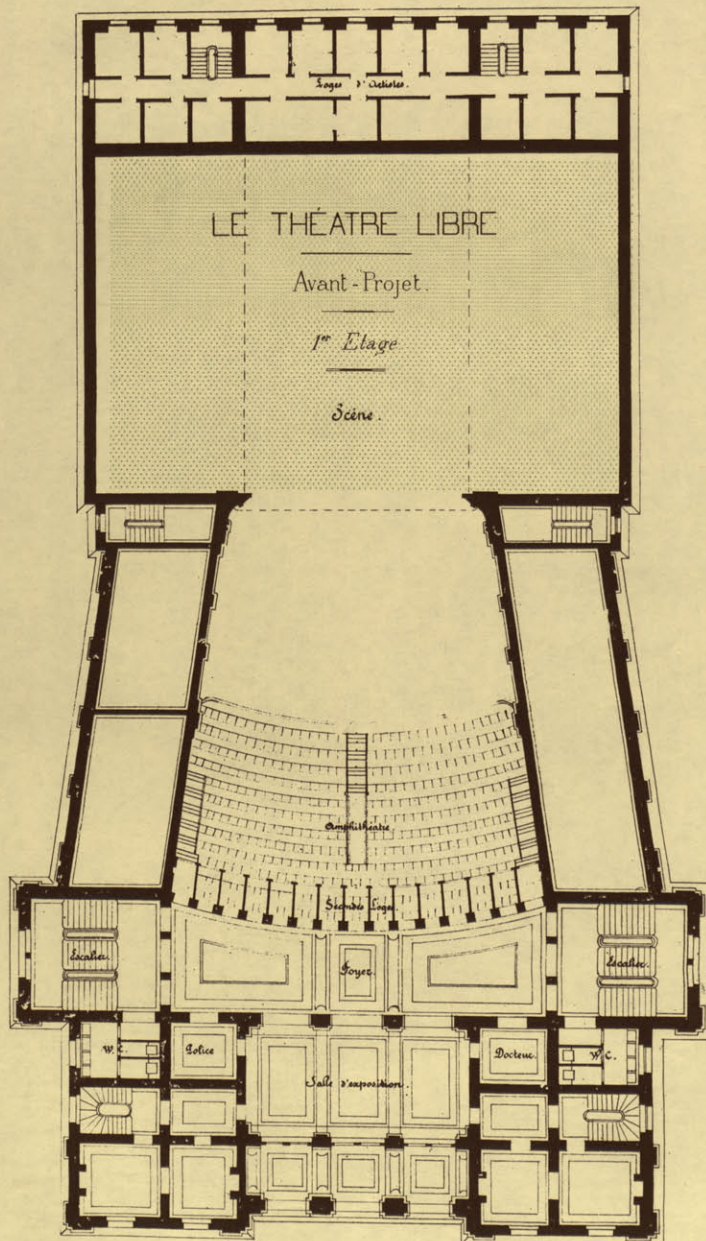 Loges d'Artistes.
LE THÉATRE LIBRE
Avant-Projet.
1er Etage
Scène.
Amphithéatre
Secondes Loges
Escalier.
Foyer.
Escalier.
W.C.
Police
Docteur.
W.C.
Salle d'exposition.